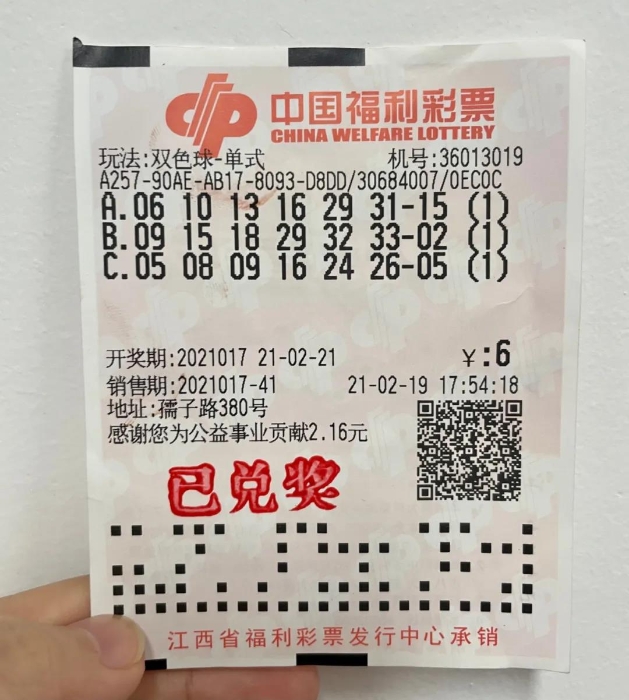 中国福利彩票
CHINA WELFARE LOTTERY
玩法:双色球-单式 机号:36013019
A257-90AE-AB17-8093-D8DD/30684007/0EC0C
A.06 10 13 16 29 31-15 (1)
B.09 15 18 29 32 33-02 (1)
C.05 08 09 16 24 26-05 (1)
开奖期:2021017 21-02-21 ¥:6
销售期:2021017-41 21-02-19 17:54:18
地址:孺子路380号
感谢您为公益事业贡献2.16元
已兑奖
江西省福利彩票发行中心承销